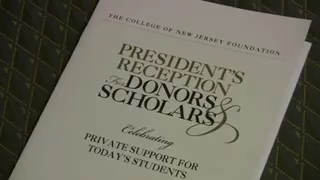 THE COLLEGE OF NEW JERSEY FOUNDATION
PRESIDENT'S
RECEPTION
For DONORS &
SCHOLARS
Celebrating
PRIVATE SUPPORT FOR
TODAY'S STUDENTS